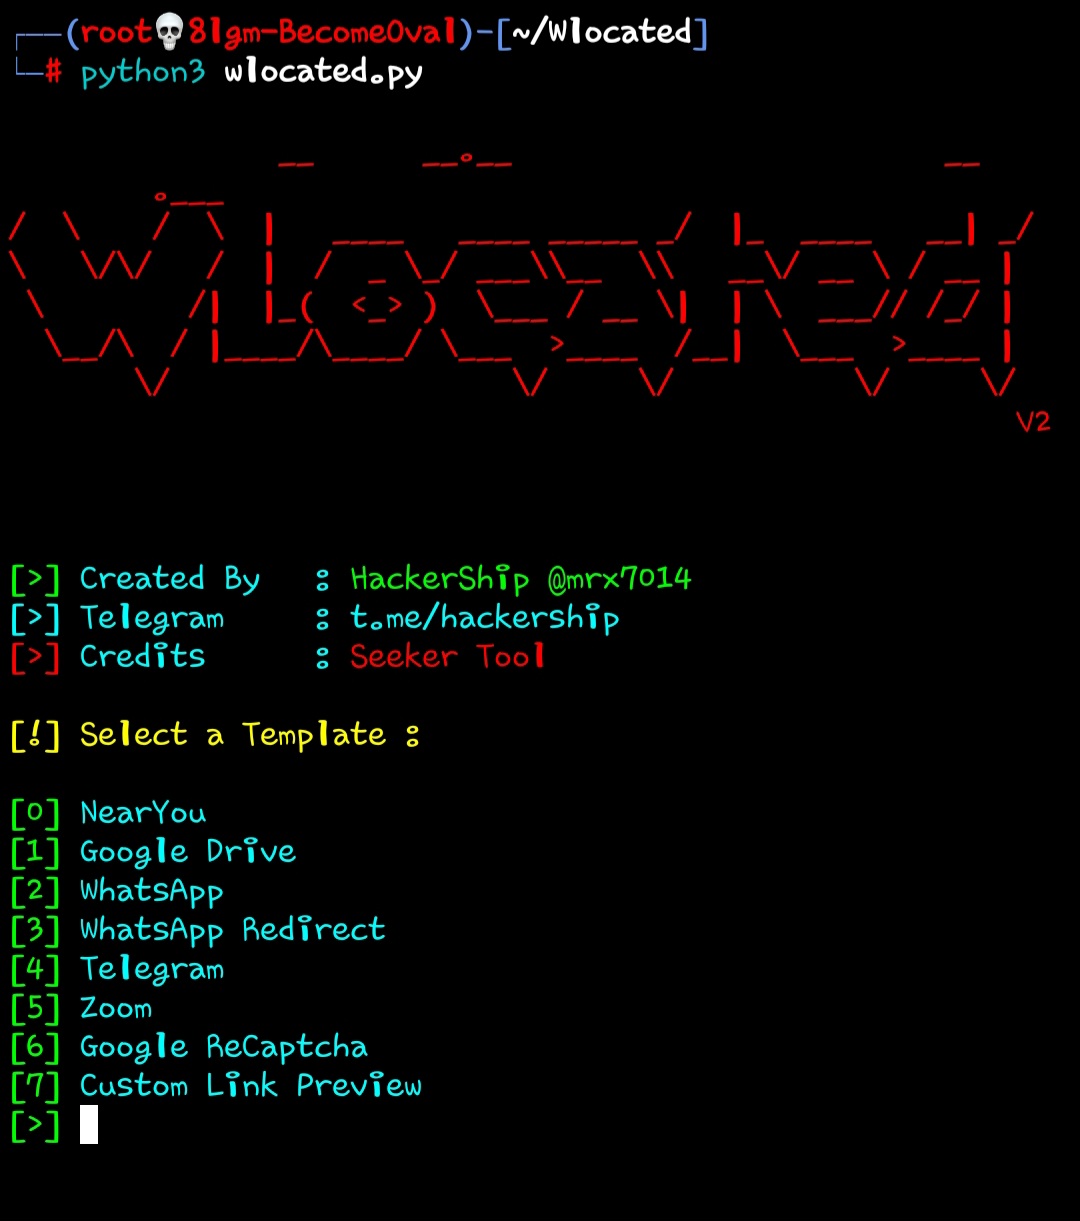 ┌──(root💀8lgm-BecomeOval)-[~/Wlocated]
└─# python3 wlocated.py
Wlocated
V2
[>] Created By : HackerShip @mrx7014
[>] Telegram : t.me/hackership
[>] Credits : Seeker Tool
[!] Select a Template :
[0] NearYou
[1] Google Drive
[2] WhatsApp
[3] WhatsApp Redirect
[4] Telegram
[5] Zoom
[6] Google ReCaptcha
[7] Custom Link Preview
[>]